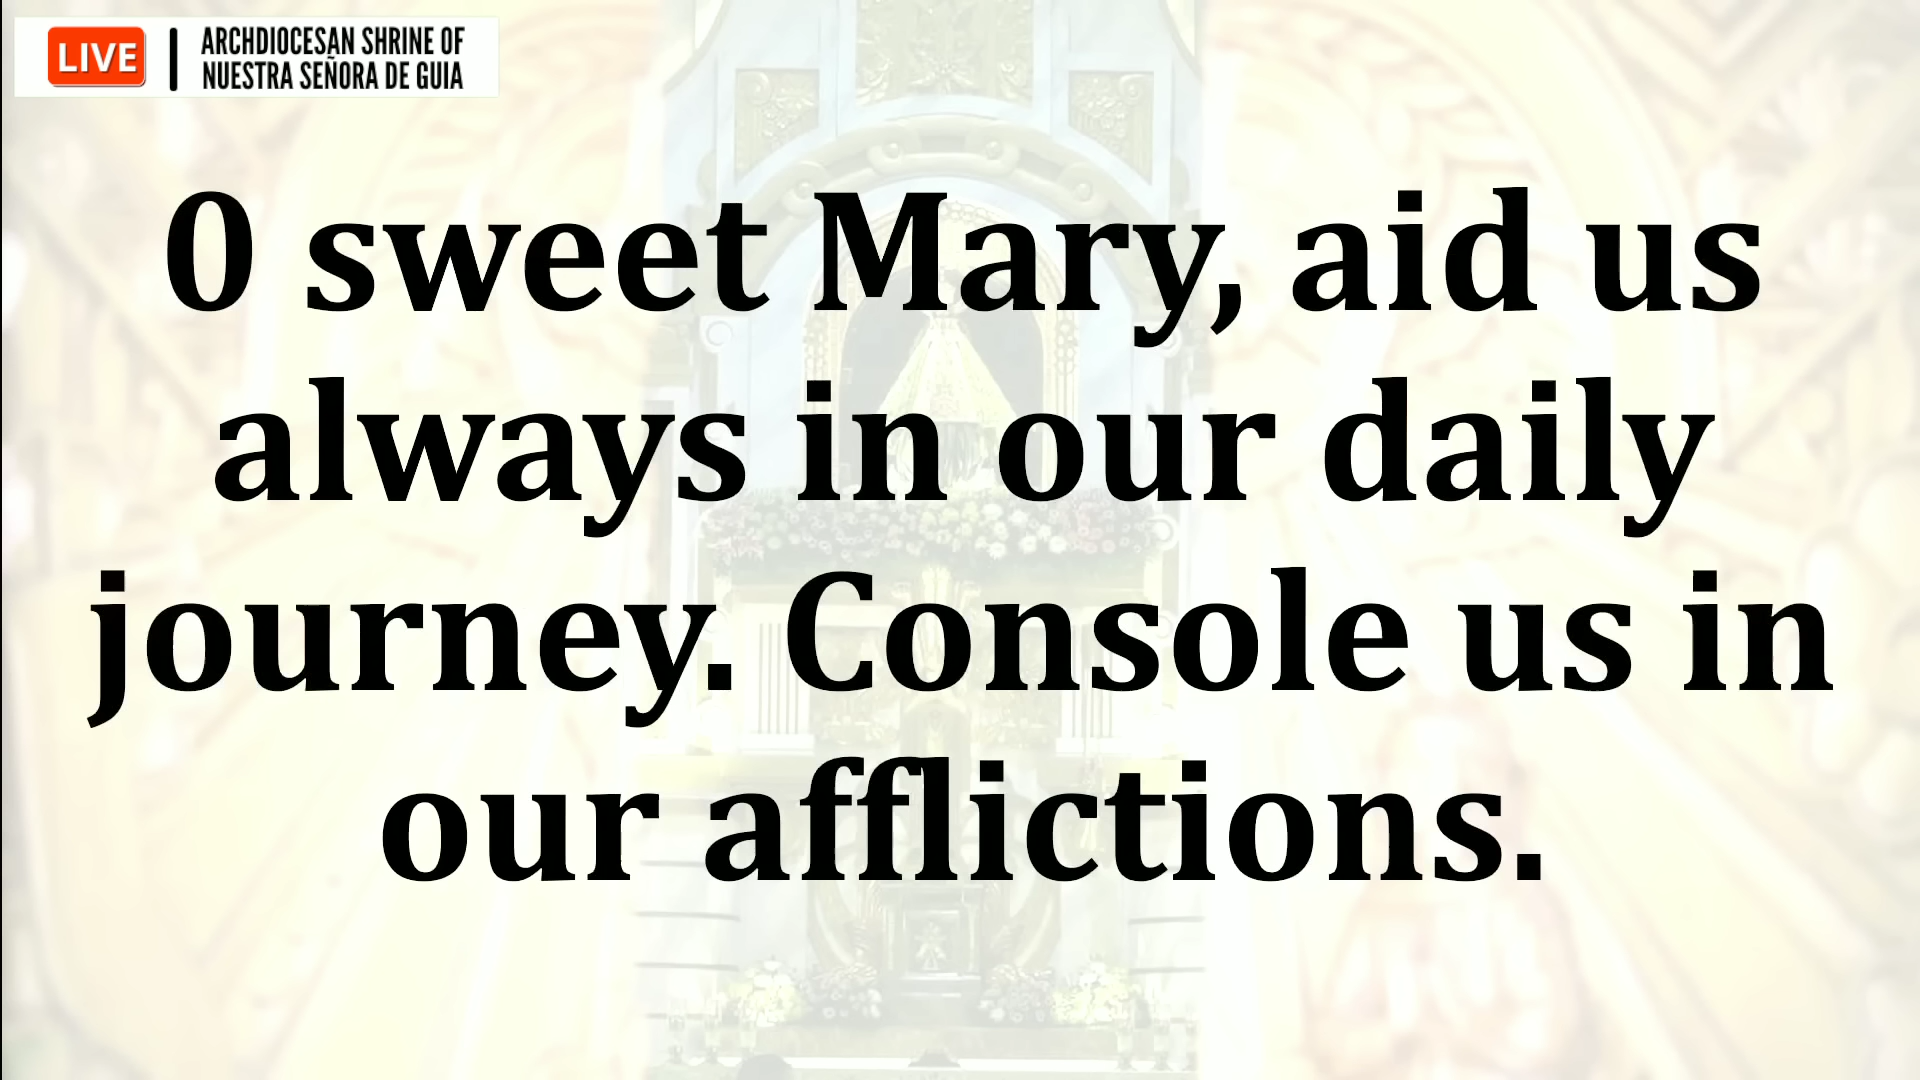 LIVE
ARCHDIOCESAN SHRINE OF
NUESTRA SEÑORA DE GUIA
0 sweet Mary, aid us
always in our daily
journey. Console us in
our afflictions.